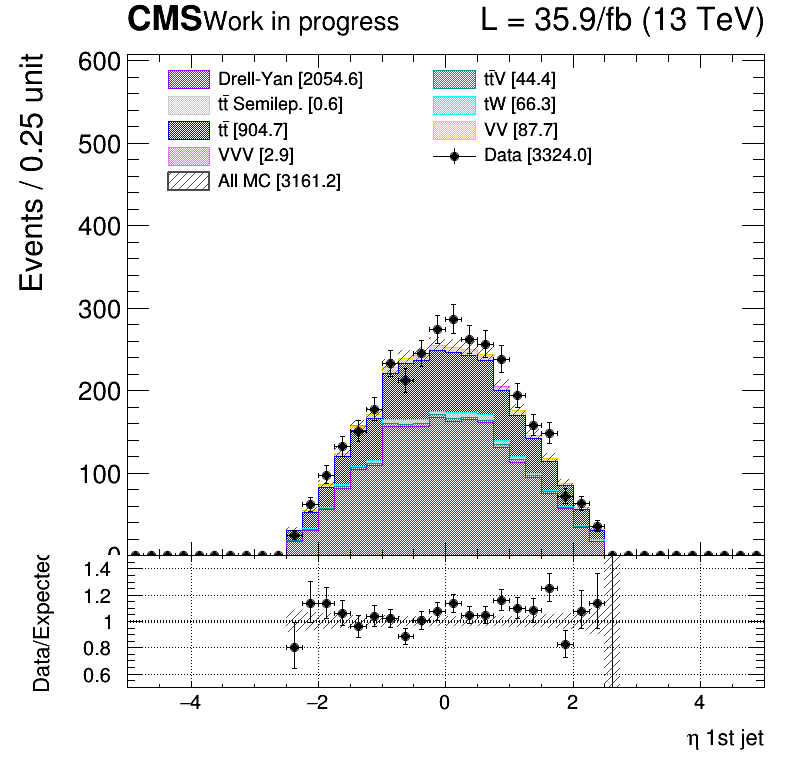 CMS Work in progress L = 35.9/fb (13 TeV)
Events / 0.25 unit
600
500
400
300
200
100
0
Drell-Yan [2054.6]
tt̄ Semilep. [0.6]
tt̄ [904.7]
VVV [2.9]
All MC [3161.2]
tt̄V [44.4]
tW [66.3]
VV [87.7]
Data [3324.0]
Data/Expected
1.4
1.2
1
0.8
0.6
−4 −2 0 2 4
η 1st jet